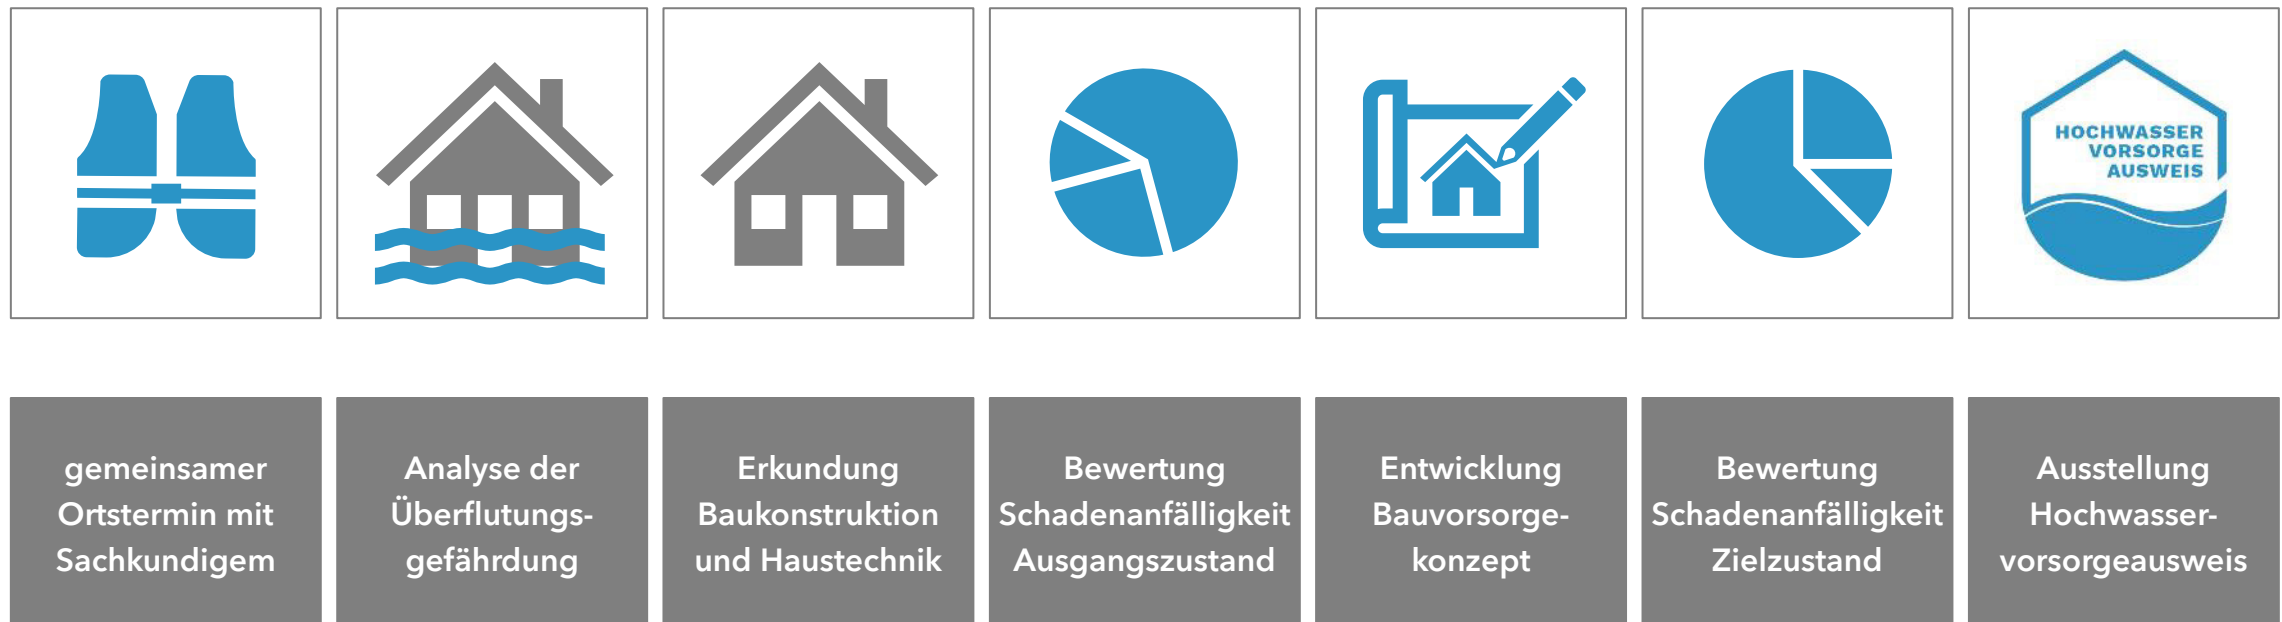 HOCHWASSER
VORSORGE
AUSWEIS
gemeinsamer
Ortstermin mit
Sachkundigem
Analyse der
Überflutungs-
gefährdung
Erkundung
Baukonstruktion
und Haustechnik
Bewertung
Schadenanfälligkeit
Ausgangszustand
Entwicklung
Bauvorsorge-
konzept
Bewertung
Schadenanfälligkeit
Zielzustand
Ausstellung
Hochwasser-
vorsorgeausweis